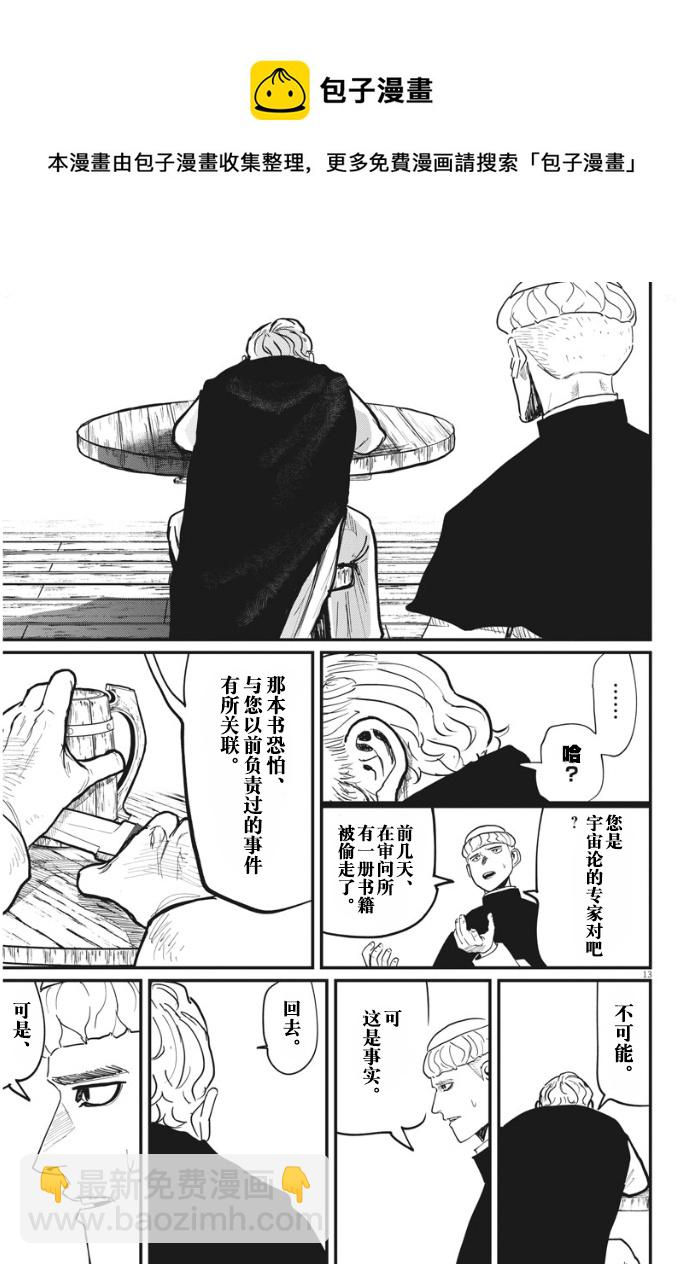 包子漫畫
本漫畫由包子漫畫收集整理，更多免費漫画請搜索「包子漫畫」
……
哈？
那本书恐怕、
与您以前负责过的事件
有所关联。
您是
宇宙论的专家对吧
？
前几天、
在审问所
有一册书籍
被偷走了。
13
不可能。
可
这是事实。
回去。
可是、
最新免费漫画
www.baozimh.com